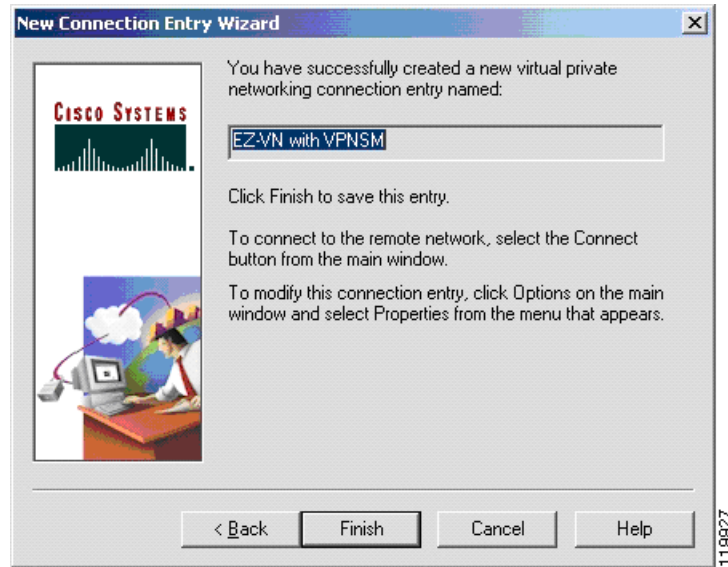 New Connection Entry Wizard
CISCO SYSTEMS
You have successfully created a new virtual private
networking connection entry named:
EZ-VN with VPNSM
Click Finish to save this entry.
To connect to the remote network, select the Connect
button from the main window.
To modify this connection entry, click Options on the main
window and select Properties from the menu that appears.
< Back
Finish
Cancel
Help
119927